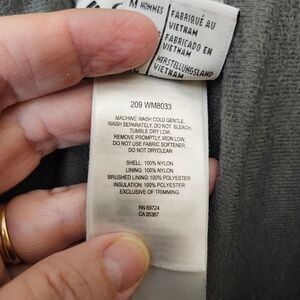 M HOMMES
FABRIQUÉ AU
VIETNAM
FABRICADO EN
VIETNAM
HERSTELLUNGSLAND
VIETNAM
209 WM8033
MACHINE WASH COLD GENTLE,
WASH SEPARATELY, DO NOT BLEACH,
TUMBLE DRY LOW,
REMOVE PROMPTLY, IRON LOW,
DO NOT USE FABRIC SOFTENER,
DO NOT DRYCLEAN
SHELL: 100% NYLON
LINING: 100% NYLON
BRUSHED LINING: 100% POLYESTER
INSULATION: 100% POLYESTER
EXCLUSIVE OF TRIMMING
RN 69724
CA 05367